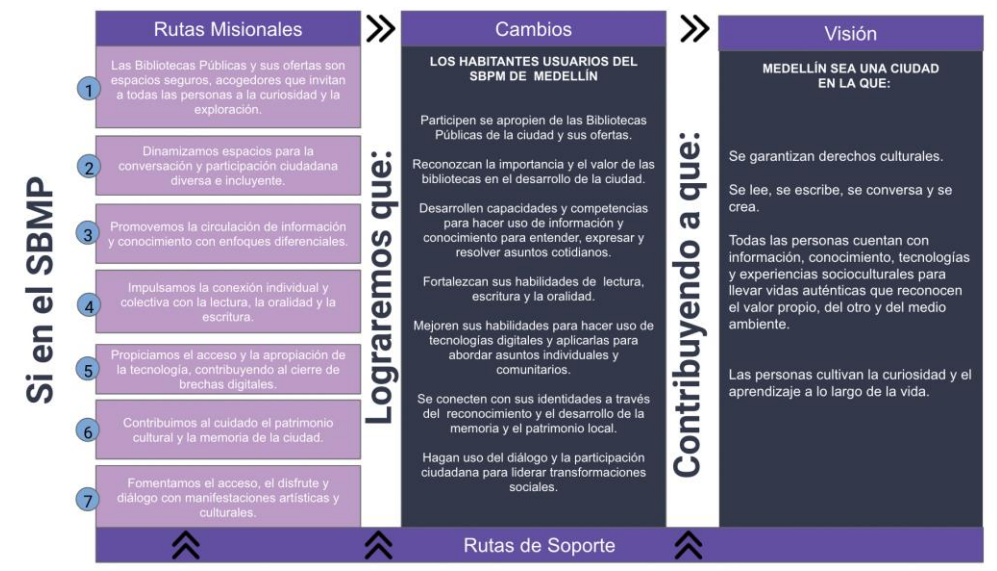 Si en el SBMP
Rutas Misionales
1
Las Bibliotecas Públicas y sus ofertas son
espacios seguros, acogedores que invitan
a todas las personas a la curiosidad y la
exploración.
2
Dinamizamos espacios para la
conversación y participación ciudadana
diversa e incluyente.
3
Promovemos la circulación de información
y conocimiento con enfoques diferenciales.
4
Impulsamos la conexión individual y
colectiva con la lectura, la oralidad y la
escritura.
5
Propiciamos el acceso y la apropiación de
la tecnología, contribuyendo al cierre de
brechas digitales.
6
Contribuimos al cuidado el patrimonio
cultural y la memoria de la ciudad.
7
Fomentamos el acceso, el disfrute y
diálogo con manifestaciones artísticas y
culturales.
Lograremos que:
Cambios
LOS HABITANTES USUARIOS DEL
SBPM DE MEDELLÍN
Participen se apropien de las Bibliotecas
Públicas de la ciudad y sus ofertas.
Reconozcan la importancia y el valor de las
bibliotecas en el desarrollo de la ciudad.
Desarrollen capacidades y competencias
para hacer uso de información y
conocimiento para entender, expresar y
resolver asuntos cotidianos.
Fortalezcan sus habilidades de lectura,
escritura y la oralidad.
Mejoren sus habilidades para hacer uso de
tecnologías digitales y aplicarlas para
abordar asuntos individuales y
comunitarios.
Se conecten con sus identidades a través
del reconocimiento y el desarrollo de la
memoria y el patrimonio local.
Hagan uso del diálogo y la participación
ciudadana para liderar transformaciones
sociales.
Contribuyendo a que:
Visión
MEDELLÍN SEA UNA CIUDAD
EN LA QUE:
Se garantizan derechos culturales.
Se lee, se escribe, se conversa y se
crea.
Todas las personas cuentan con
información, conocimiento, tecnologías
y experiencias socioculturales para
llevar vidas auténticas que reconocen
el valor propio, del otro y del medio
ambiente.
Las personas cultivan la curiosidad y el
aprendizaje a lo largo de la vida.
Rutas de Soporte